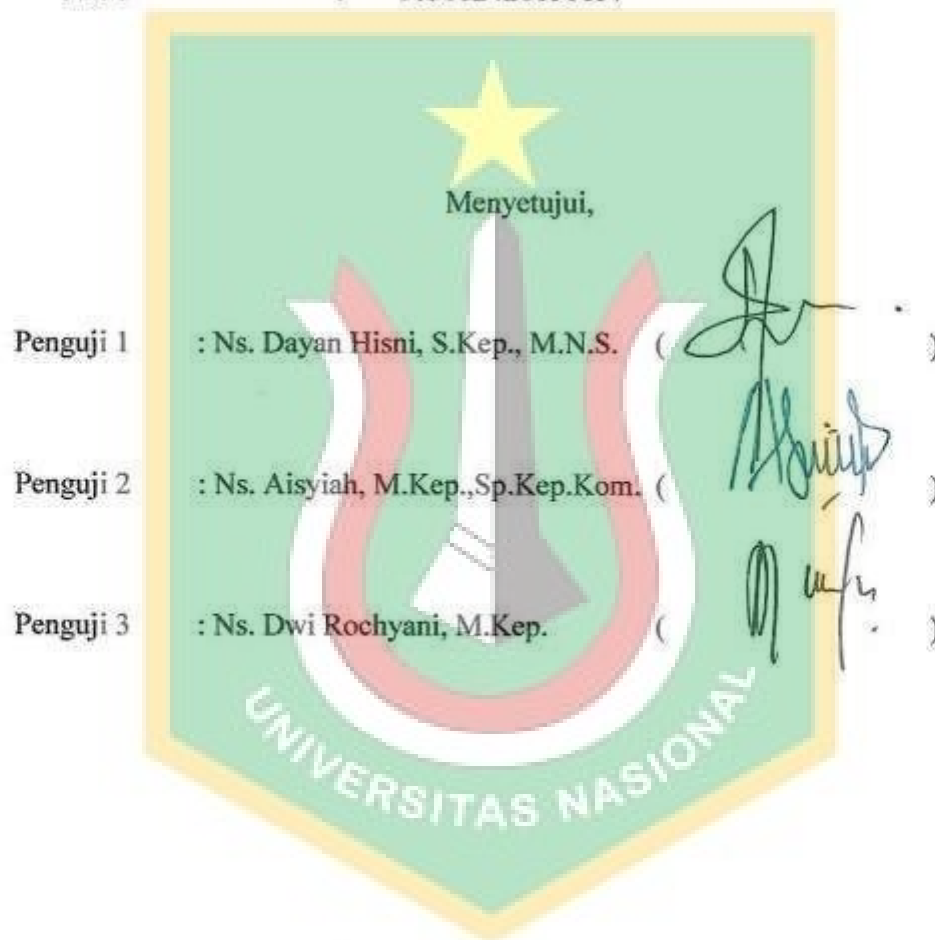 Menyetujui,
Penguji 1 : Ns. Dayan Hisni, S.Kep., M.N.S. ( )
Penguji 2 : Ns. Aisyiah, M.Kep.,Sp.Kep.Kom. ( )
Penguji 3 : Ns. Dwi Rochyani, M.Kep. ( )
UNIVERSITAS NASIONAL